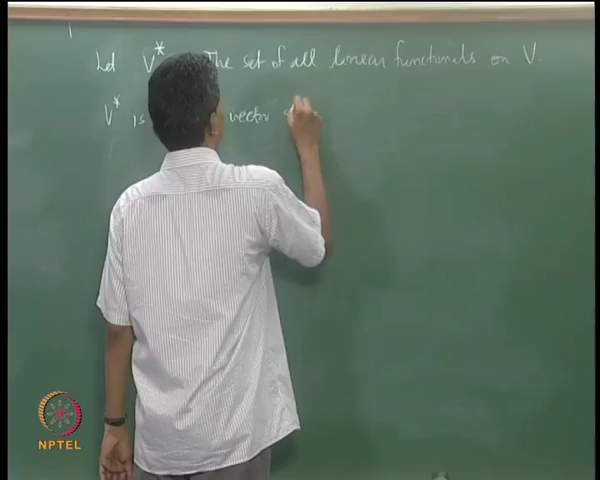 Let V* The set of all linear functionals on V.
V* is vector
NPTEL